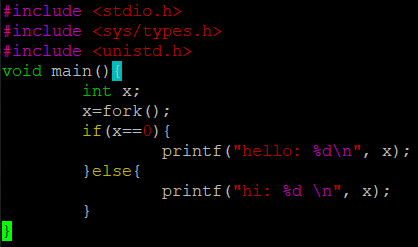 #include <stdio.h>
#include <sys/types.h>
#include <unistd.h>
void main(){
        int x;
        x=fork();
        if(x==0){
                printf("hello: %d\n", x);
        }else{
                printf("hi: %d \n", x);
        }
}